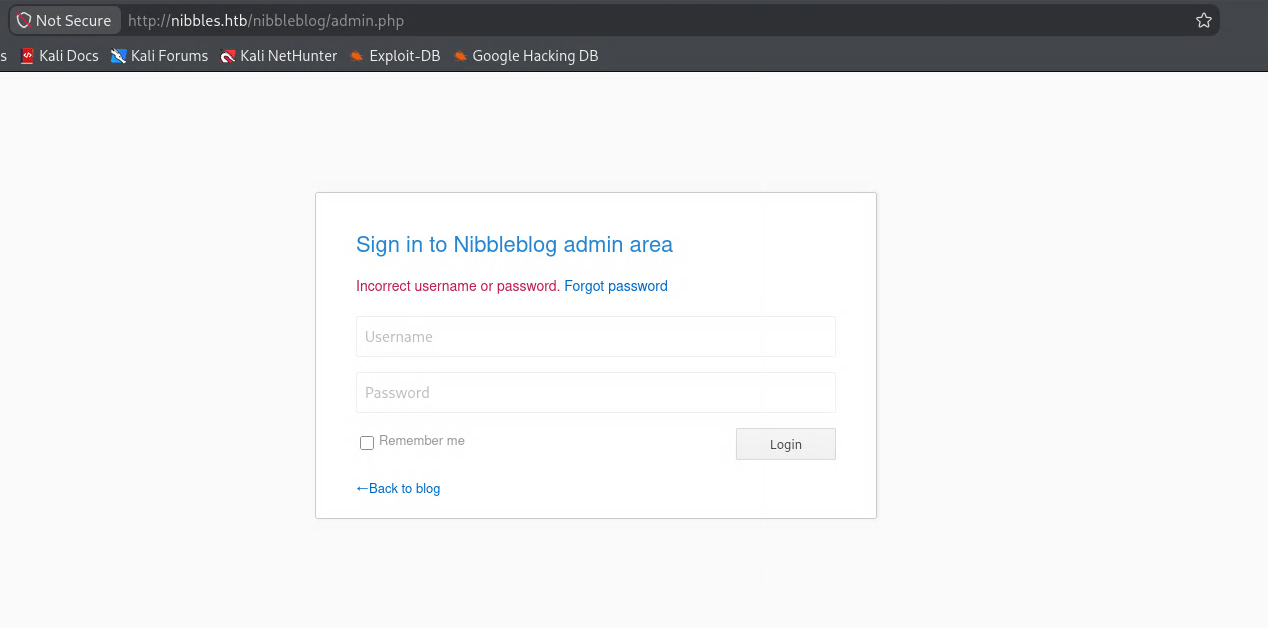 Not Secure http://nibbles.htb/nibbleblog/admin.php
s Kali Docs Kali Forums Kali NetHunter Exploit-DB Google Hacking DB
Sign in to Nibbleblog admin area
Incorrect username or password. Forgot password
Username
Password
Remember me Login
←Back to blog